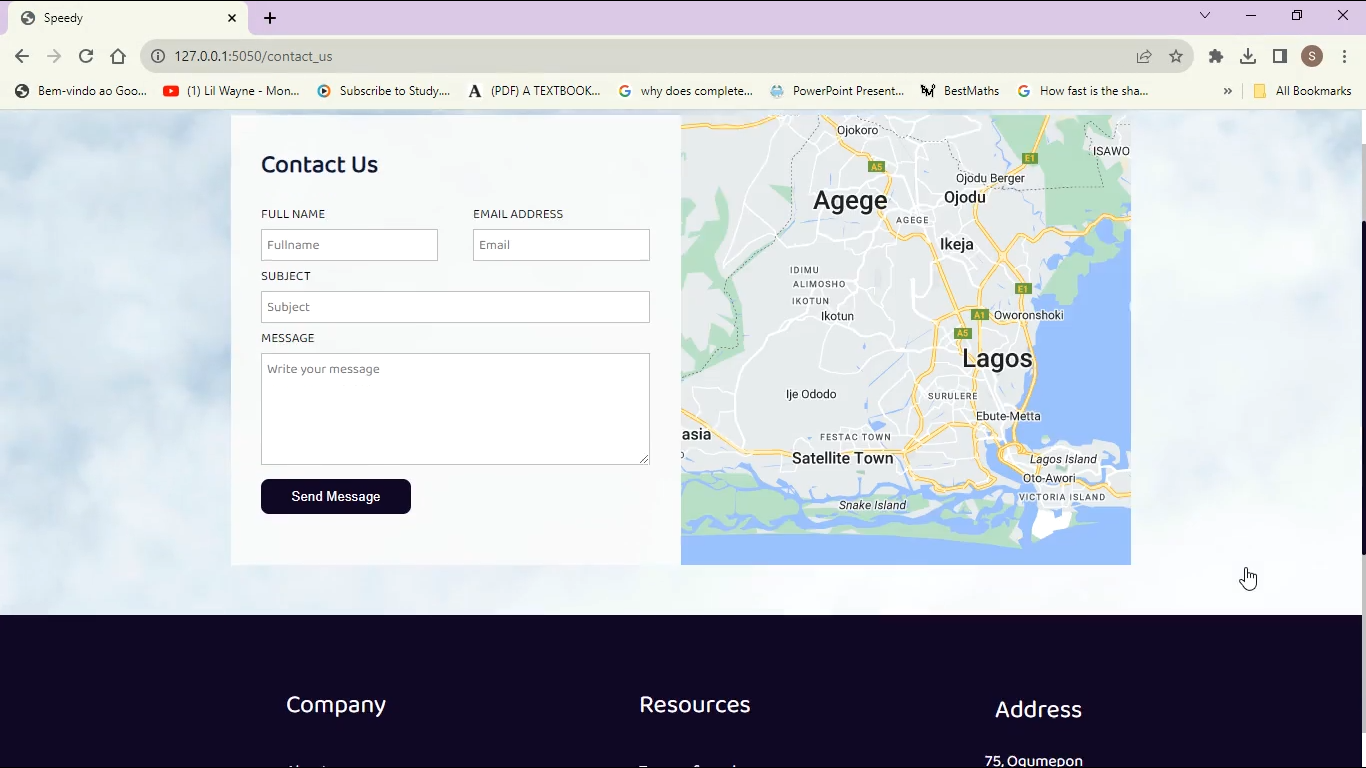 Speedy
127.0.0.1:5050/contact_us
S
Bem-vindo ao Goo...
(1) Lil Wayne - Mon...
Subscribe to Study....
(PDF) A TEXTBOOK...
why does complete...
PowerPoint Present...
BestMaths
How fast is the sha...
»
All Bookmarks
Contact Us
FULL NAME
EMAIL ADDRESS
Fullname
Email
SUBJECT
Subject
MESSAGE
Write your message
Send Message
Ojokoro
ISAWO
E1
A5
Ojodu Berger
Agege
Ojodu
AGEGE
Ikeja
IDIMU
ALIMOSHO
E1
IKOTUN
Ikotun
A1
Oworonshoki
A5
Lagos
Ije Ododo
SURULERE
Ebute-Metta
asia
FESTAC TOWN
Satellite Town
Lagos Island
Oto-Awori
VICTORIA ISLAND
Snake Island
Company
Resources
Address
75, Ogumepon